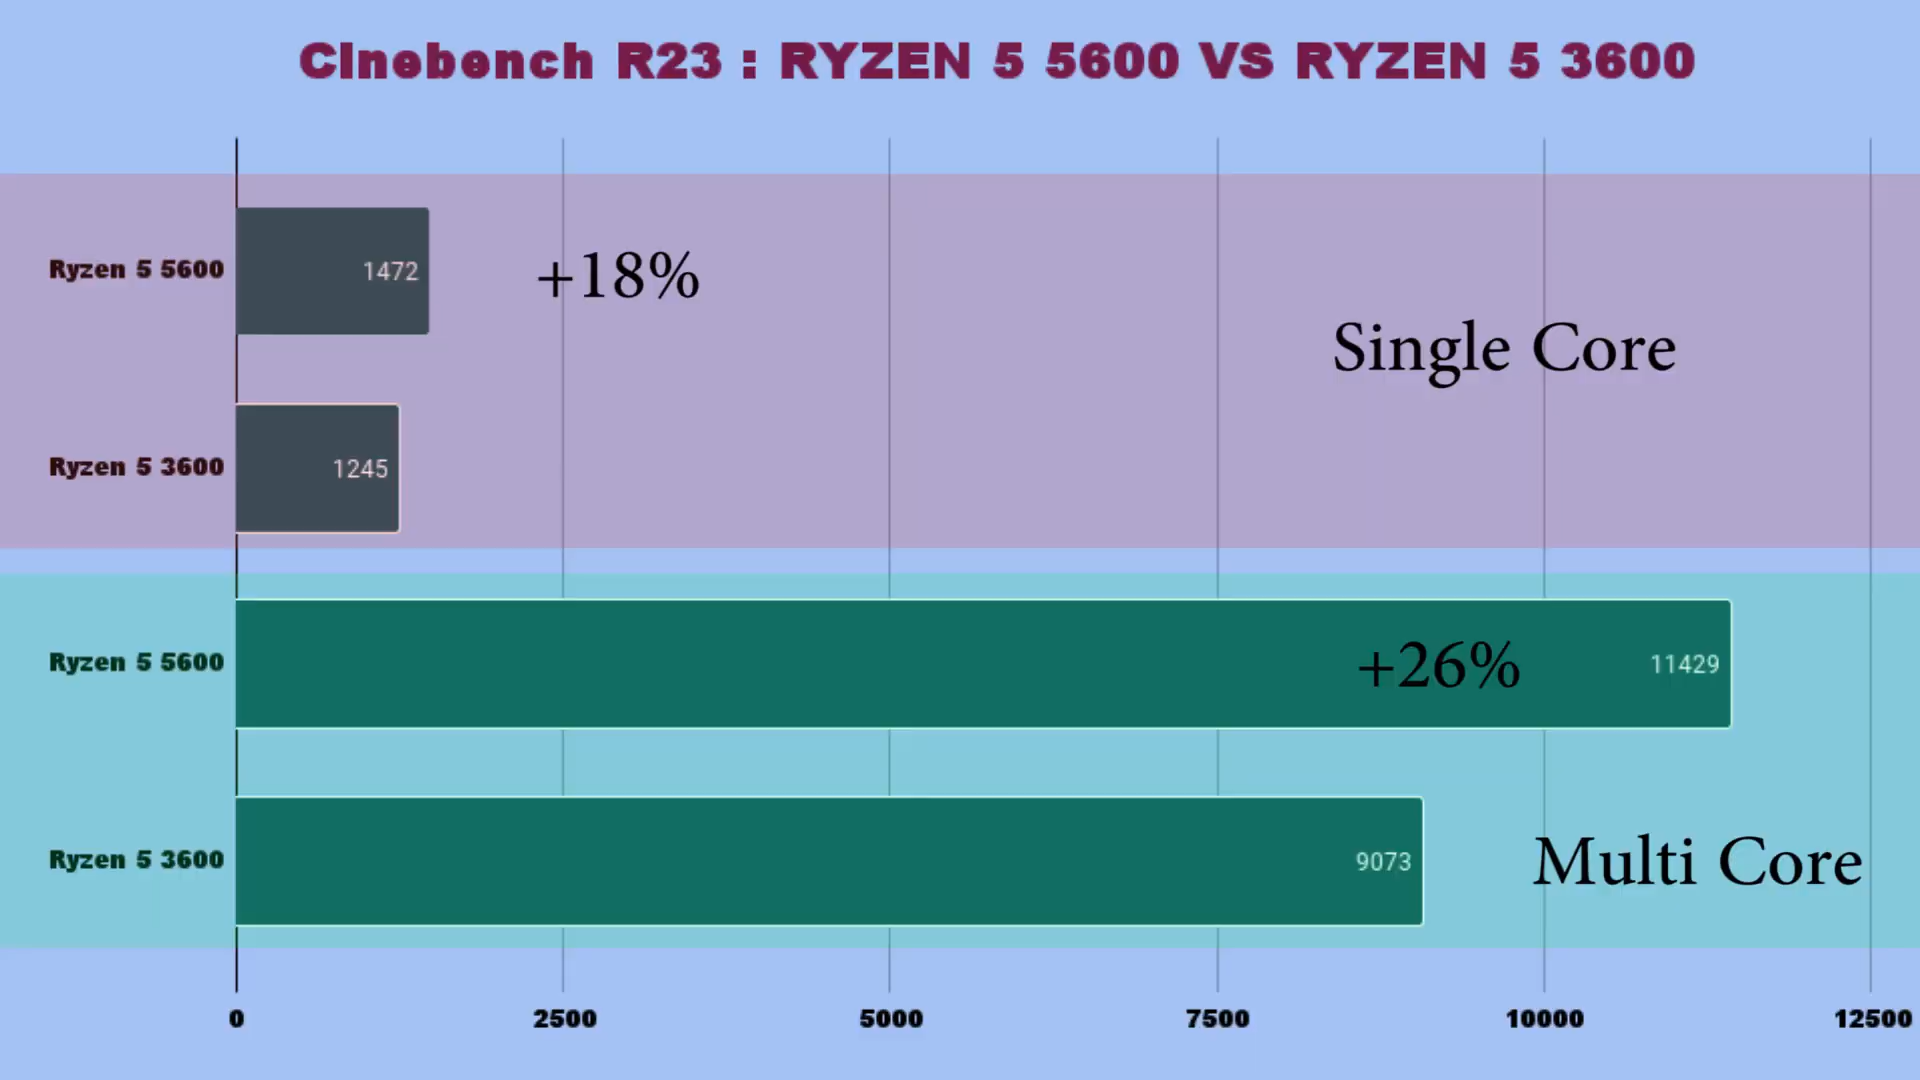 CInebench R23 : RYZEN 5 5600 VS RYZEN 5 3600
Ryzen 5 5600
1472
+18%
Single Core
Ryzen 5 3600
1245
Ryzen 5 5600
+26%
11429
Ryzen 5 3600
9073
Multi Core
0 2500 5000 7500 10000 12500